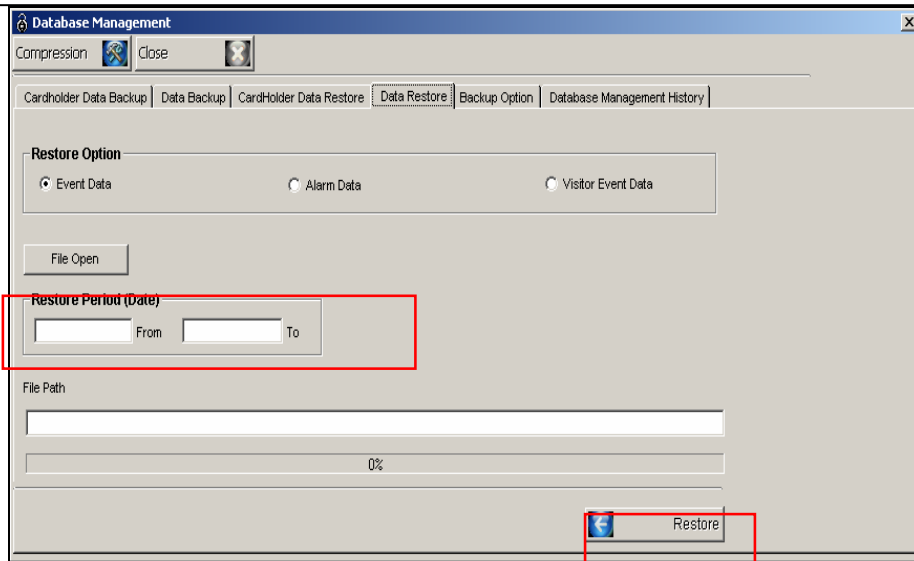 Database Management
Compression Close
Cardholder Data Backup Data Backup CardHolder Data Restore Data Restore Backup Option Database Management History
Restore Option
Event Data Alarm Data Visitor Event Data
File Open
Restore Period (Date)
From To
File Path
0%
Restore